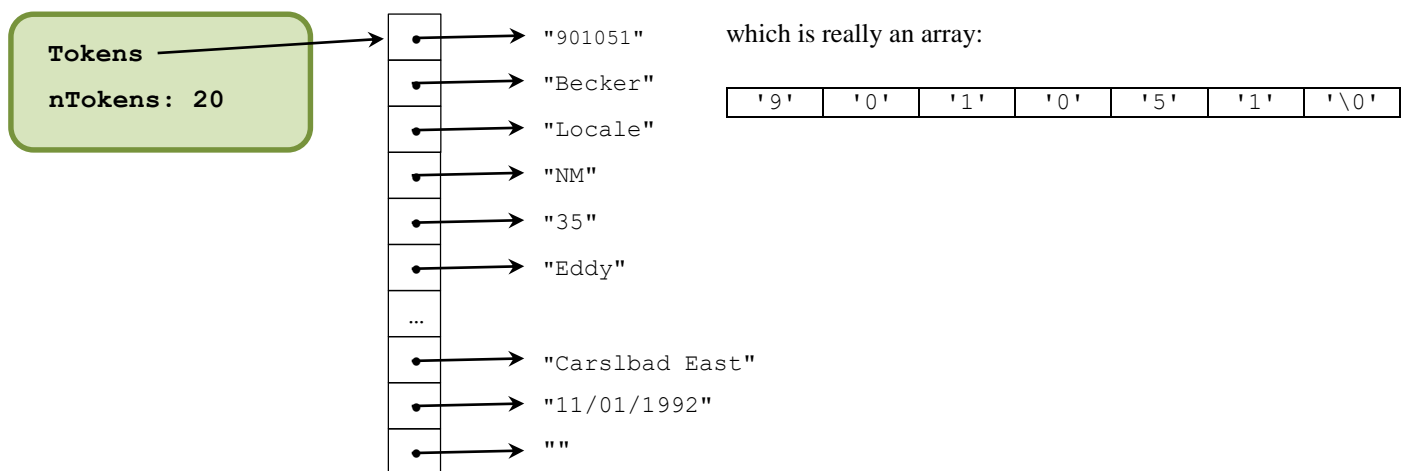 Tokens
nTokens: 20
"901051"
"Becker"
"Locale"
"NM"
"35"
"Eddy"
…
"Carslbad East"
"11/01/1992"
""
which is really an array:
'9' '0' '1' '0' '5' '1' '\0'